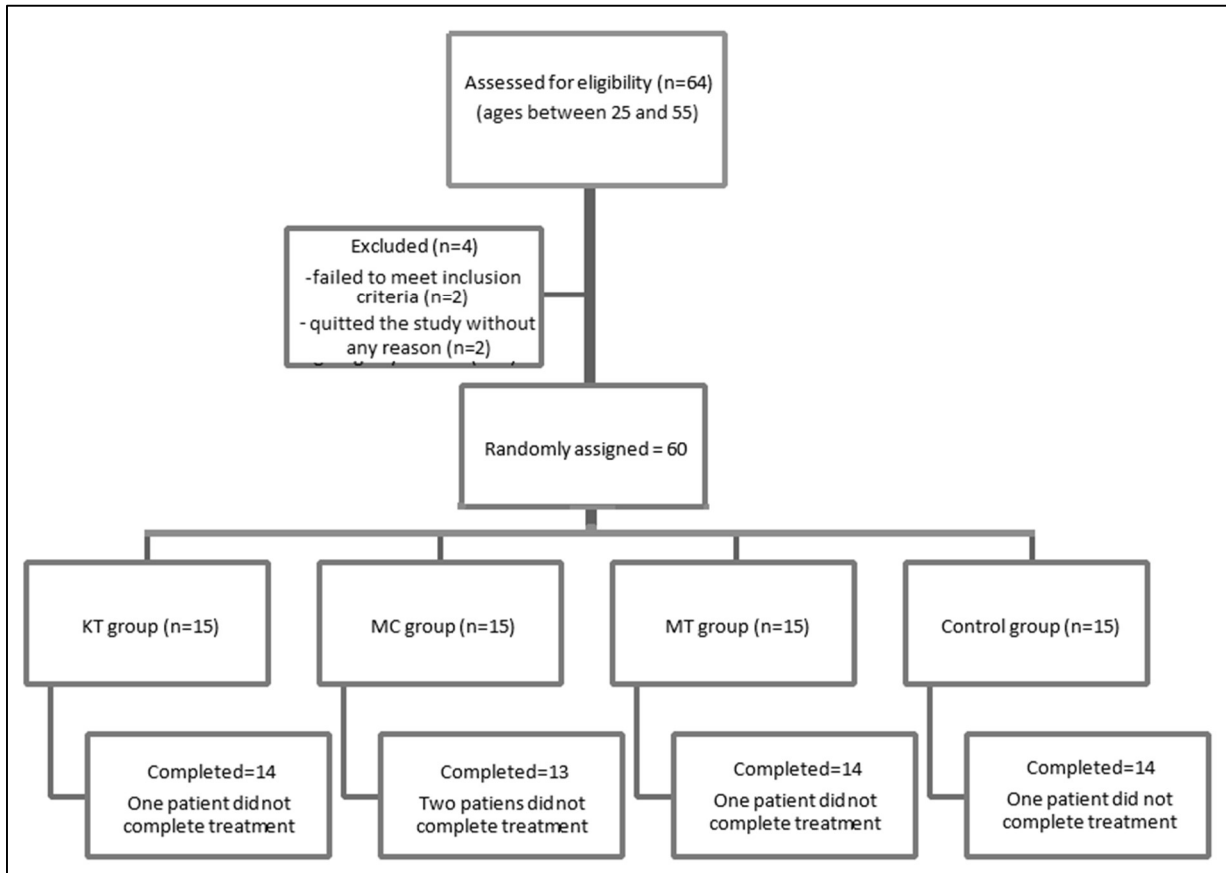 Assessed for eligibility (n=64)
(ages between 25 and 55)
Excluded (n=4)
-failed to meet inclusion
criteria (n=2)
- quitted the study without
any reason (n=2)
Randomly assigned = 60
KT group (n=15)
MC group (n=15)
MT group (n=15)
Control group (n=15)
Completed=14
One patient did not
complete treatment
Completed=13
Two patiens did not
complete treatment
Completed=14
One patient did not
complete treatment
Completed=14
One patient did not
complete treatment